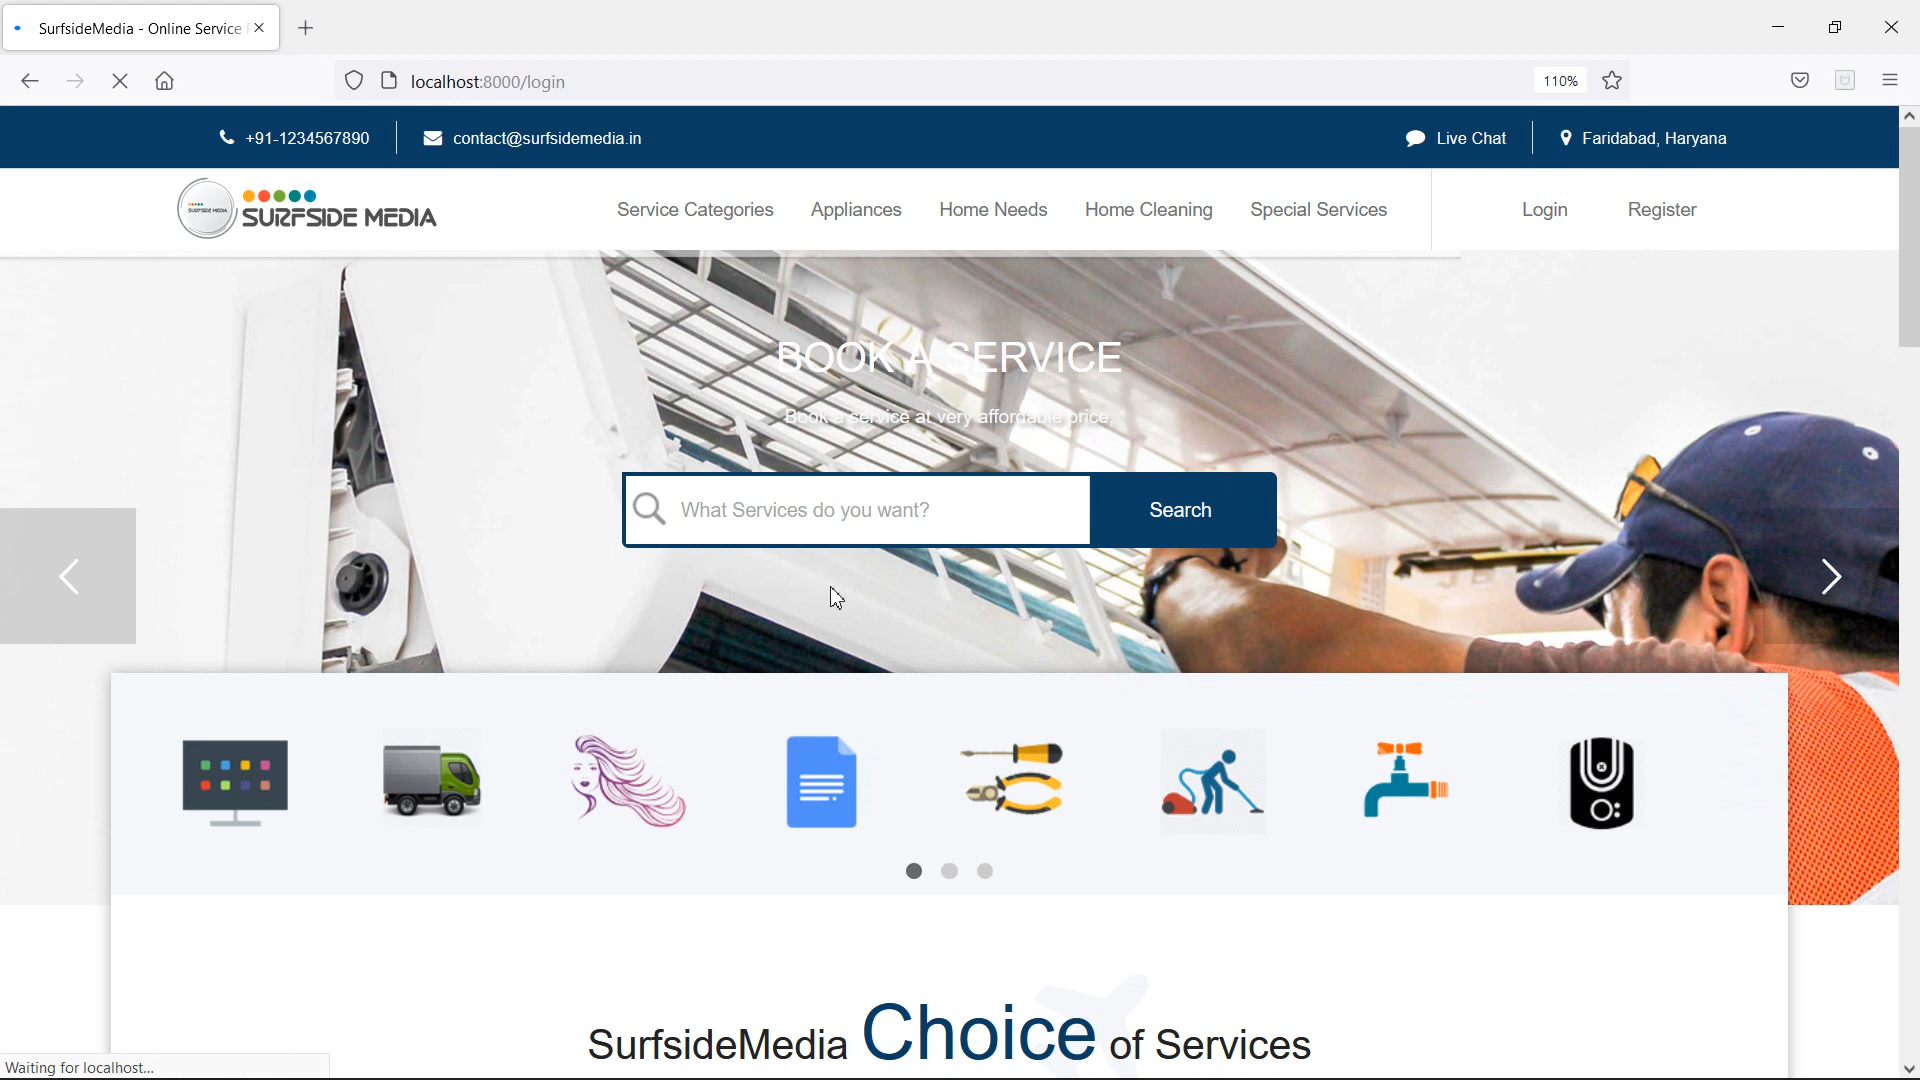 SurfsideMedia - Online Service
localhost:8000/login
110%
+91-1234567890
contact@surfsidemedia.in
Live Chat
Faridabad, Haryana
SURFSIDE MEDIA
SURFSIDE MEDIA
Service Categories
Appliances
Home Needs
Home Cleaning
Special Services
Login
Register
BOOK A SERVICE
Book a service at very affordable price,
What Services do you want?
Search
SurfsideMedia Choice of Services
Waiting for localhost...